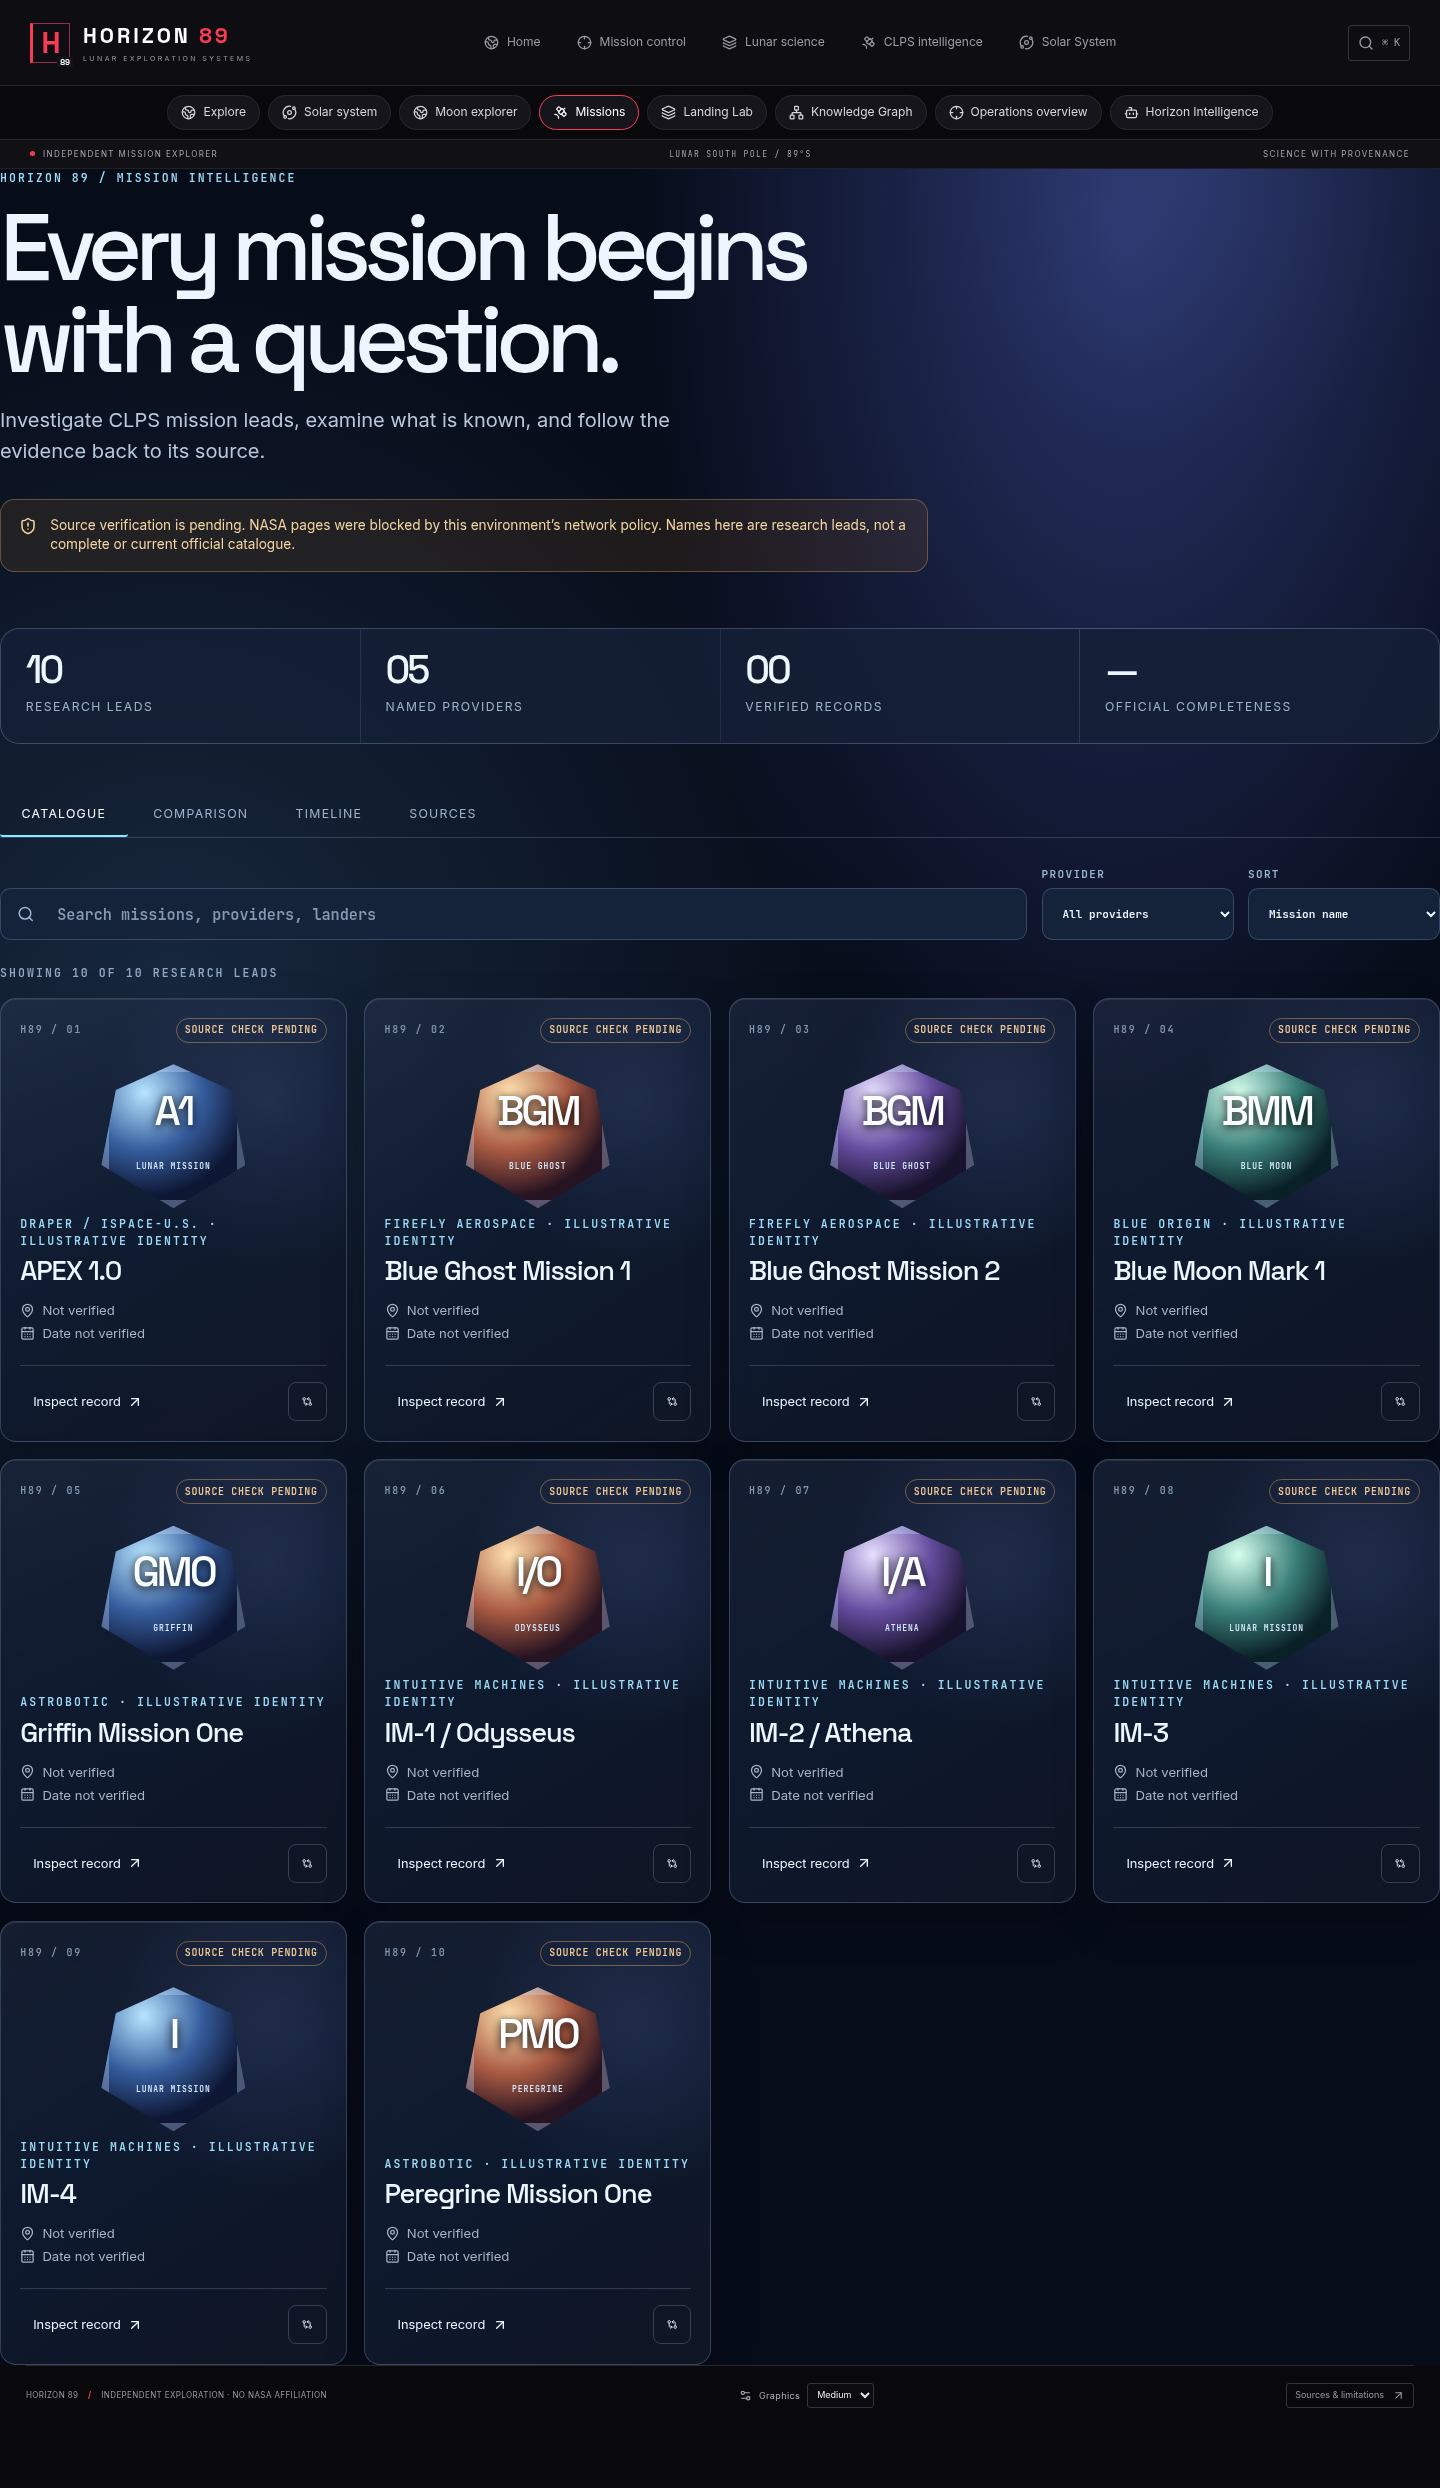 H
89
HORIZON 89
LUNAR EXPLORATION SYSTEMS
Home
Mission control
Lunar science
CLPS intelligence
Solar System
⌘ K
Explore
Solar system
Moon explorer
Missions
Landing Lab
Knowledge Graph
Operations overview
Horizon Intelligence
INDEPENDENT MISSION EXPLORER
LUNAR SOUTH POLE / 89°S
SCIENCE WITH PROVENANCE
HORIZON 89 / MISSION INTELLIGENCE
Every mission begins
with a question.
Investigate CLPS mission leads, examine what is known, and follow the
evidence back to its source.
Source verification is pending. NASA pages were blocked by this environment’s network policy. Names here are research leads, not a
complete or current official catalogue.
10
RESEARCH LEADS
05
NAMED PROVIDERS
00
VERIFIED RECORDS
—
OFFICIAL COMPLETENESS
CATALOGUE
COMPARISON
TIMELINE
SOURCES
Search missions, providers, landers
PROVIDER
All providers
SORT
Mission name
SHOWING 10 OF 10 RESEARCH LEADS
H89 / 01
SOURCE CHECK PENDING
A1
LUNAR MISSION
DRAPER / ISPACE-U.S. ·
ILLUSTRATIVE IDENTITY
APEX 1.0
Not verified
Date not verified
Inspect record
H89 / 02
SOURCE CHECK PENDING
BGM
BLUE GHOST
FIREFLY AEROSPACE · ILLUSTRATIVE
IDENTITY
Blue Ghost Mission 1
Not verified
Date not verified
Inspect record
H89 / 03
SOURCE CHECK PENDING
BGM
BLUE GHOST
FIREFLY AEROSPACE · ILLUSTRATIVE
IDENTITY
Blue Ghost Mission 2
Not verified
Date not verified
Inspect record
H89 / 04
SOURCE CHECK PENDING
BMM
BLUE MOON
BLUE ORIGIN · ILLUSTRATIVE
IDENTITY
Blue Moon Mark 1
Not verified
Date not verified
Inspect record
H89 / 05
SOURCE CHECK PENDING
GMO
GRIFFIN
ASTROBOTIC · ILLUSTRATIVE IDENTITY
Griffin Mission One
Not verified
Date not verified
Inspect record
H89 / 06
SOURCE CHECK PENDING
I/O
ODYSSEUS
INTUITIVE MACHINES · ILLUSTRATIVE
IDENTITY
IM-1 / Odysseus
Not verified
Date not verified
Inspect record
H89 / 07
SOURCE CHECK PENDING
I/A
ATHENA
INTUITIVE MACHINES · ILLUSTRATIVE
IDENTITY
IM-2 / Athena
Not verified
Date not verified
Inspect record
H89 / 08
SOURCE CHECK PENDING
I
LUNAR MISSION
INTUITIVE MACHINES · ILLUSTRATIVE
IDENTITY
IM-3
Not verified
Date not verified
Inspect record
H89 / 09
SOURCE CHECK PENDING
I
LUNAR MISSION
INTUITIVE MACHINES · ILLUSTRATIVE
IDENTITY
IM-4
Not verified
Date not verified
Inspect record
H89 / 10
SOURCE CHECK PENDING
PMO
PEREGRINE
ASTROBOTIC · ILLUSTRATIVE IDENTITY
Peregrine Mission One
Not verified
Date not verified
Inspect record
HORIZON 89 / INDEPENDENT EXPLORATION · NO NASA AFFILIATION
Graphics
Medium
Sources & limitations